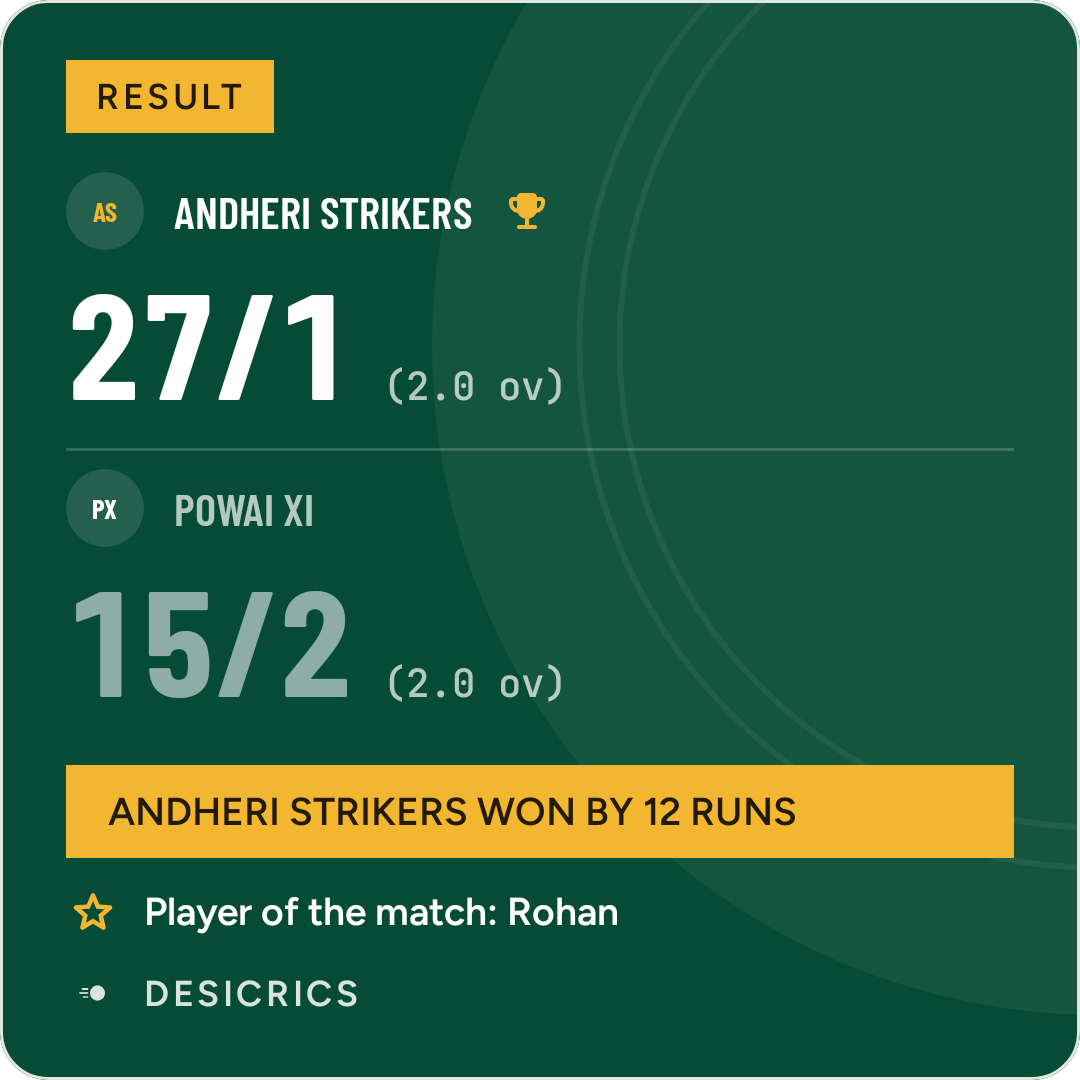 RESULT
AS ANDHERI STRIKERS
27/1 (2.0 ov)
PX POWAI XI
15/2 (2.0 ov)
ANDHERI STRIKERS WON BY 12 RUNS
Player of the match: Rohan
DESICRICS